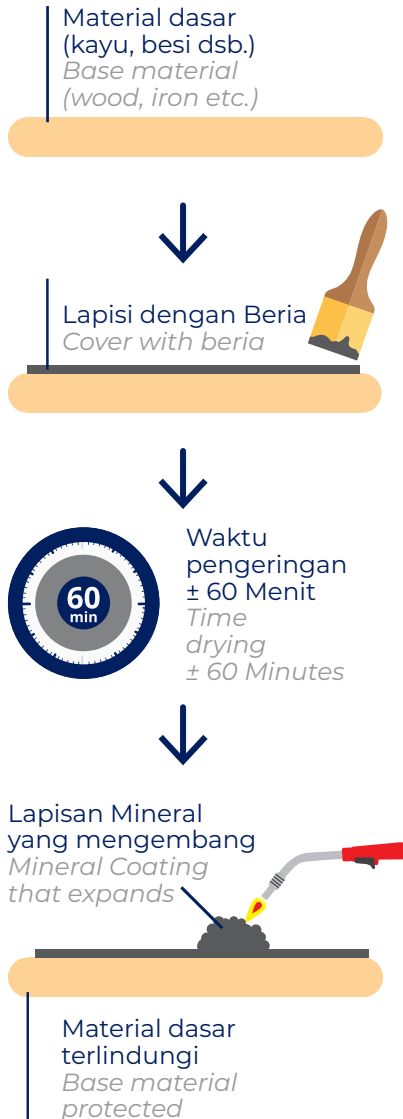 Material dasar
(kayu, besi dsb.)
Base material
(wood, iron etc.)
Lapisi dengan Beria
Cover with beria
60
min
Waktu
pengeringan
± 60 Menit
Time
drying
± 60 Minutes
Lapisan Mineral
yang mengembang
Mineral Coating
that expands
Material dasar
terlindungi
Base material
protected